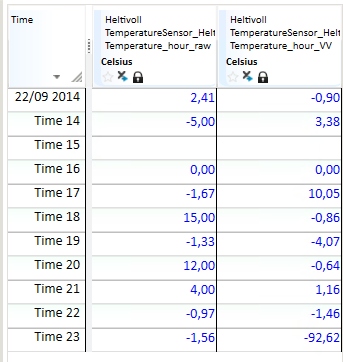 Time
Heltivoll
TemperatureSensor_Helt
Temperature_hour_raw
Celsius
Heltivoll
TemperatureSensor_Helt
Temperature_hour_VV
Celsius
22/09 2014 2,41 -0,90
Time 14 -5,00 3,38
Time 15
Time 16 0,00 0,00
Time 17 -1,67 10,05
Time 18 15,00 -0,86
Time 19 -1,33 -4,07
Time 20 12,00 -0,64
Time 21 4,00 1,16
Time 22 -0,97 -1,46
Time 23 -1,56 -92,62